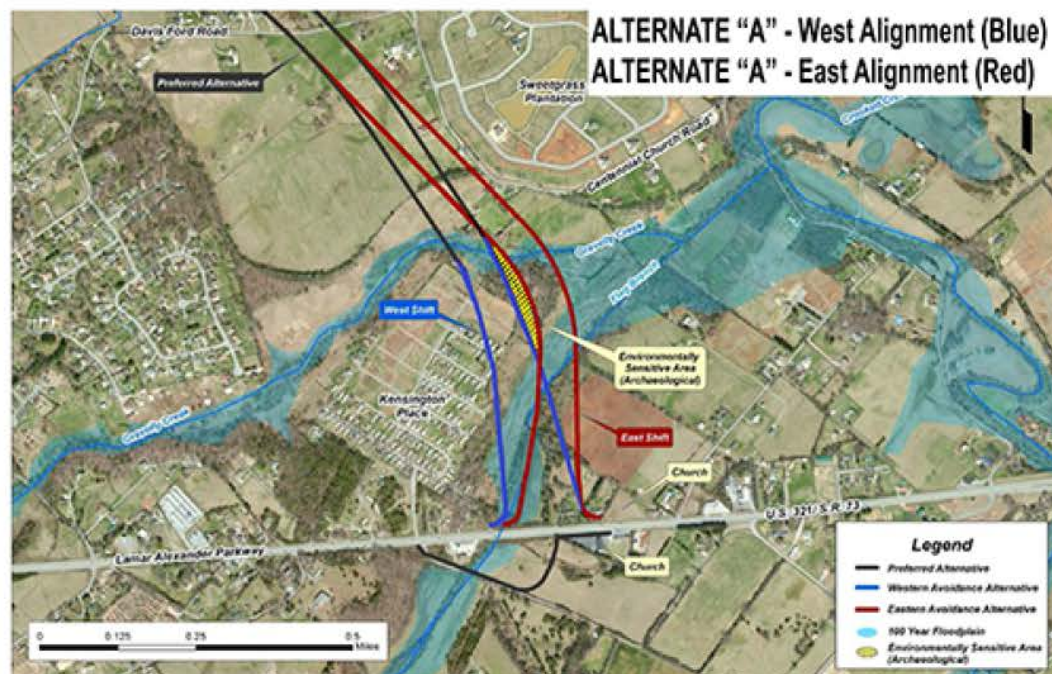 ALTERNATE “A” - West Alignment (Blue)
ALTERNATE “A” - East Alignment (Red)
Davis Ford Road
Preferred Alternative
Sweetgrass
Plantation
Centennial Church Road
Crooked Creek
Gravelly Creek
Flag Branch
West Shift
Environmentally
Sensitive Area
(Archaeological)
Kensington
Place
Gravelly Creek
East Shift
Church
U.S. 321/ S.R. 73
Lamar Alexander Parkway
Church
Legend
Preferred Alternative
Western Avoidance Alternative
Eastern Avoidance Alternative
100 Year Floodplain
Environmentally Sensitive Area
(Archaeological)
0 0.125 0.25 0.5
Miles